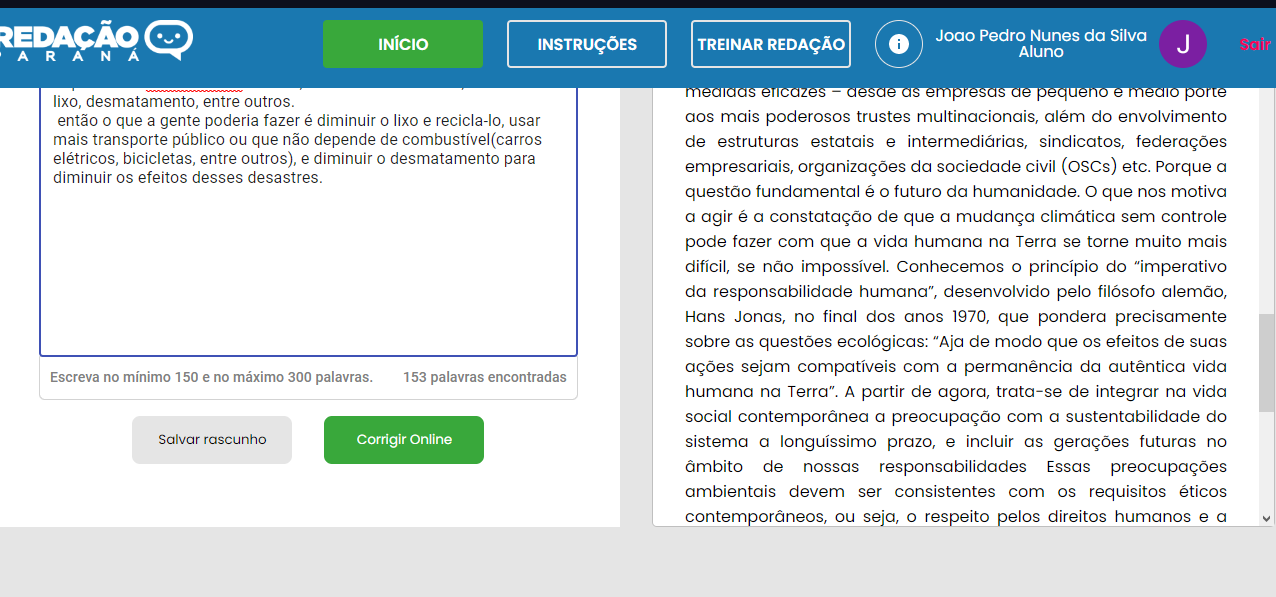 REDAÇÃO
PARANÁ
INÍCIO
INSTRUÇÕES
TREINAR REDAÇÃO
Joao Pedro Nunes da Silva
Aluno
J
Sair
lixo, desmatamento, entre outros.
então o que a gente poderia fazer é diminuir o lixo e recicla-lo, usar
mais transporte público ou que não depende de combustível(carros
elétricos, bicicletas, entre outros), e diminuir o desmatamento para
diminuir os efeitos desses desastres.
Escreva no mínimo 150 e no máximo 300 palavras.
153 palavras encontradas
Salvar rascunho
Corrigir Online
medidas eficazes – desde as empresas de pequeno e médio porte
aos mais poderosos trustes multinacionais, além do envolvimento
de estruturas estatais e intermediárias, sindicatos, federações
empresariais, organizações da sociedade civil (OSCs) etc. Porque a
questão fundamental é o futuro da humanidade. O que nos motiva
a agir é a constatação de que a mudança climática sem controle
pode fazer com que a vida humana na Terra se torne muito mais
difícil, se não impossível. Conhecemos o princípio do “imperativo
da responsabilidade humana”, desenvolvido pelo filósofo alemão,
Hans Jonas, no final dos anos 1970, que pondera precisamente
sobre as questões ecológicas: “Aja de modo que os efeitos de suas
ações sejam compatíveis com a permanência da autêntica vida
humana na Terra”. A partir de agora, trata-se de integrar na vida
social contemporânea a preocupação com a sustentabilidade do
sistema a longuíssimo prazo, e incluir as gerações futuras no
âmbito de nossas responsabilidades Essas preocupações
ambientais devem ser consistentes com os requisitos éticos
contemporâneos, ou seja, o respeito pelos direitos humanos e a